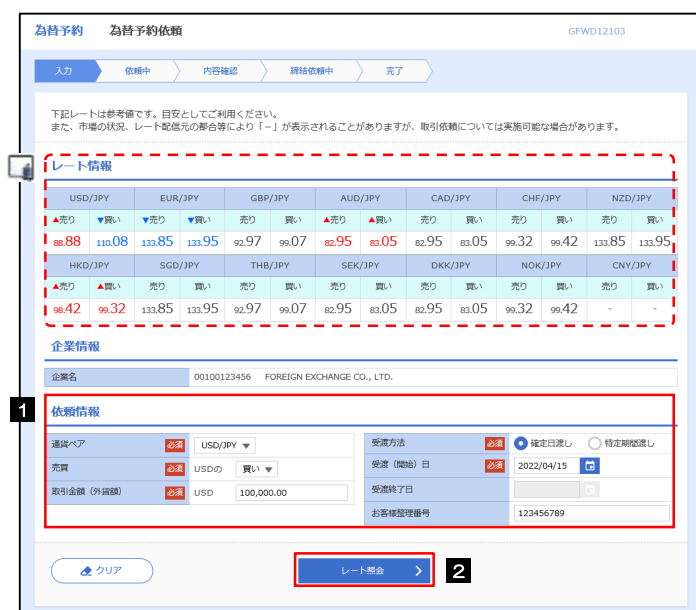 為替予約 為替予約依頼 GFWD12103
入力 依頼中 内容確認 締結依頼中 完了
下記レートは参考値です。目安としてご利用ください。
また、市場の状況、レート配信元の都合等により「－」が表示されることがありますが、取引依頼については実施可能な場合があります。
レート情報
USD/JPY EUR/JPY GBP/JPY AUD/JPY CAD/JPY CHF/JPY NZD/JPY
▲売り ▼買い ▼売り ▼買い 売り 買い ▲売り ▲買い 売り 買い 売り 買い 売り 買い
88.88 110.08 133.85 133.95 92.97 99.07 82.95 83.05 82.95 83.05 99.32 99.42 133.85 133.95
HKD/JPY SGD/JPY THB/JPY SEK/JPY DKK/JPY NOK/JPY CNY/JPY
▲売り ▲買い 売り 買い 売り 買い 売り 買い 売り 買い 売り 買い 売り 買い
98.42 99.32 133.85 133.95 92.97 99.07 82.95 83.05 82.95 83.05 99.32 99.42 - -
企業情報
企業名 00100123456 FOREIGN EXCHANGE CO., LTD.
1
依頼情報
通貨ペア 必須 USD/JPY ▼
売買 必須 USDの 買い ▼
取引金額（外貨額） 必須 USD 100,000.00
受渡方法 必須 確定日渡し 特定期間渡し
受渡（開始）日 必須 2022/04/15
受渡終了日
お客様整理番号 123456789
クリア レート照会 2